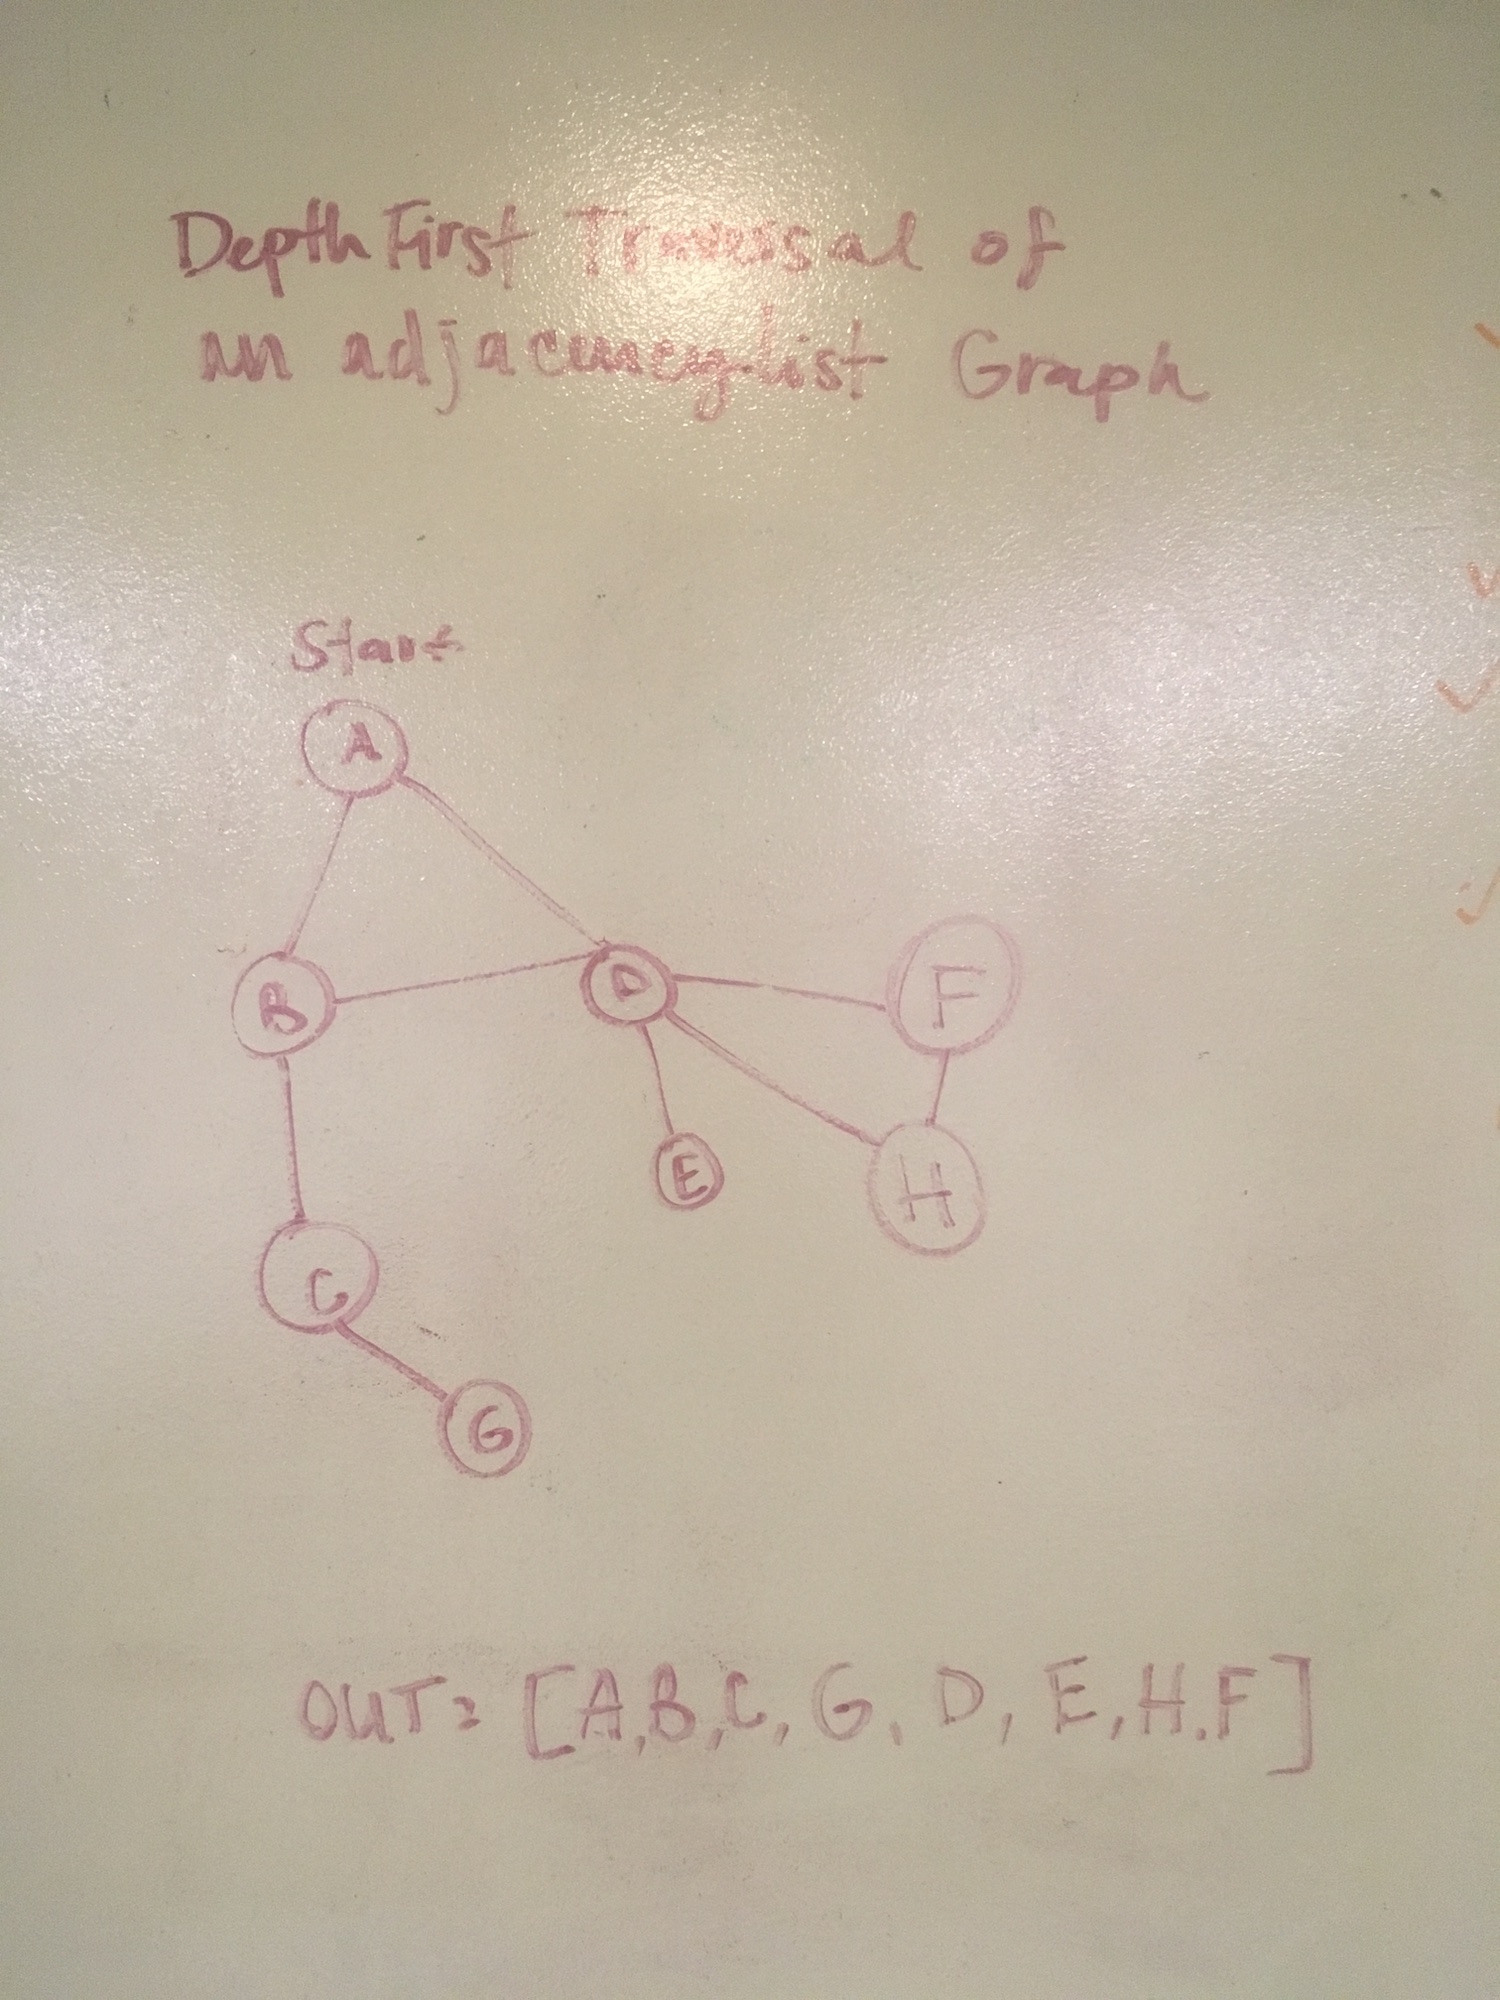 Depth First Traversal of
an adjacency list Graph
Start
A
B
D
F
E
H
C
G
OUT: [A,B,C, G, D, E, H.F]